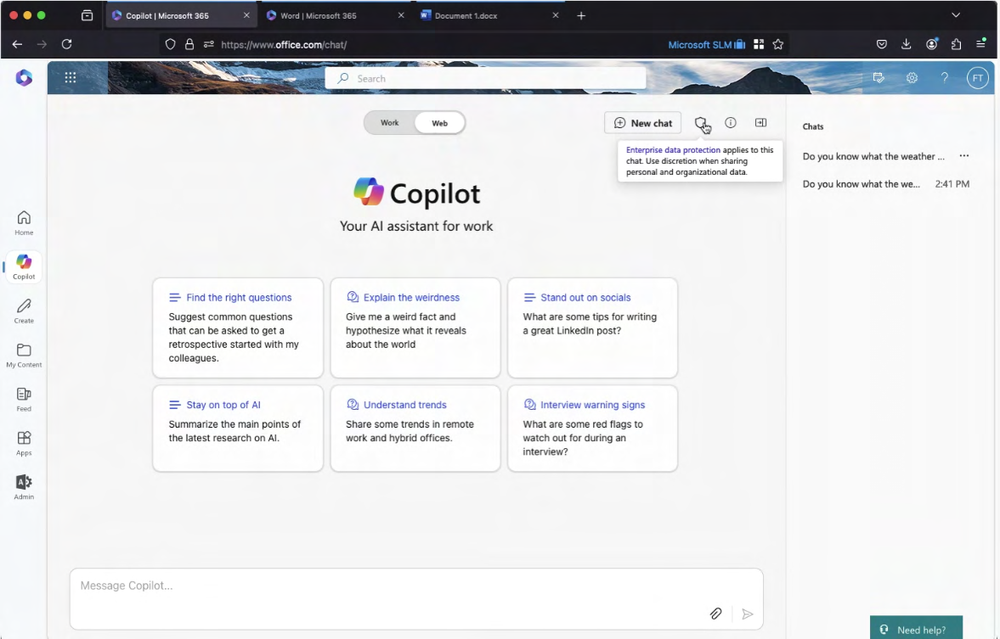 Copilot | Microsoft 365
Word | Microsoft 365
Document 1.docx
https://www.office.com/chat/
Microsoft SLM
Search
FT
Work
Web
New chat
Enterprise data protection applies to this
chat. Use discretion when sharing
personal and organizational data.
Chats
Do you know what the weather ...
Do you know what the we... 2:41 PM
Copilot
Your AI assistant for work
Home
Copilot
Create
My Content
Feed
Apps
Admin
Find the right questions
Suggest common questions
that can be asked to get a
retrospective started with my
colleagues.
Explain the weirdness
Give me a weird fact and
hypothesize what it reveals
about the world
Stand out on socials
What are some tips for writing
a great LinkedIn post?
Stay on top of AI
Summarize the main points of
the latest research on AI.
Understand trends
Share some trends in remote
work and hybrid offices.
Interview warning signs
What are some red flags to
watch out for during an
interview?
Message Copilot...
Need help?